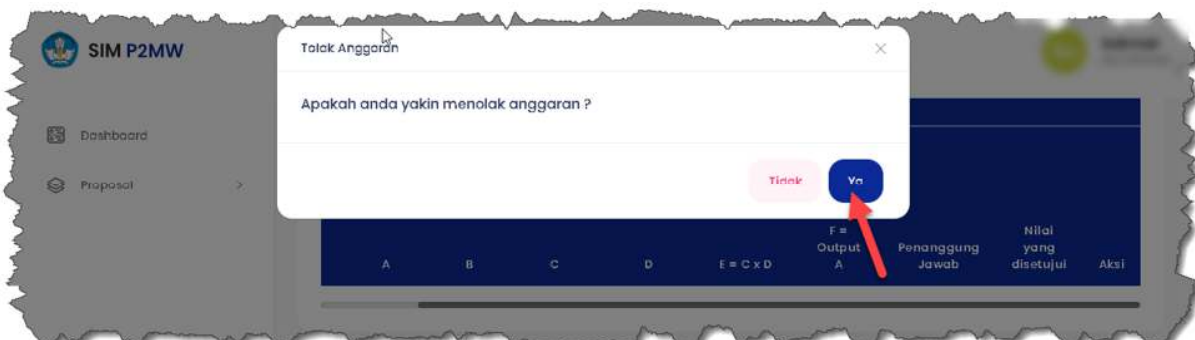 SIM P2MW
Tolak Anggaran
Apakah anda yakin menolak anggaran ?
Dashboard
Proposal
Tidak
Ya
A
B
C
D
E = C x D
F =
Output
A
Penanggung
Jawab
Nilai
yang
disetujui
Aksi